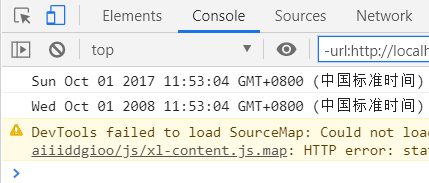 Elements Console Sources Network
top Filter -url:http://localh
Sun Oct 01 2017 11:53:04 GMT+0800 (中国标准时间)
Wed Oct 01 2008 11:53:04 GMT+0800 (中国标准时间)
DevTools failed to load SourceMap: Could not loa
aiiiddgioo/js/xl-content.js.map: HTTP error: sta